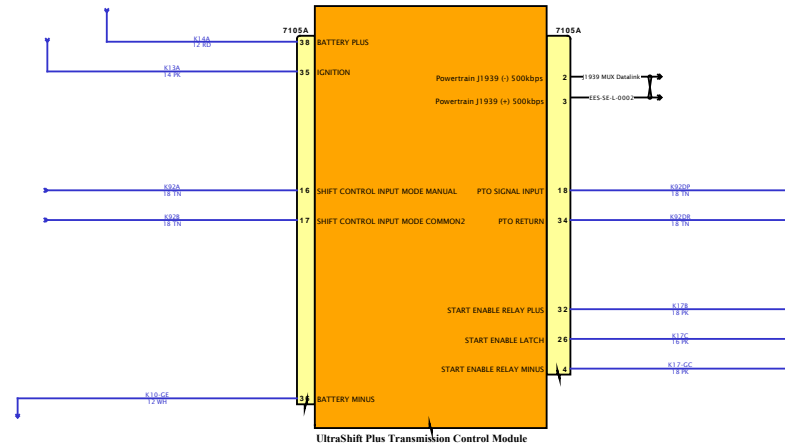 7105A
7105A
K14A
12 RD
38 BATTERY PLUS
K13A
14 PK
35 IGNITION
Powertrain J1939 (-) 500kbps 2 J1939 MUX Datalink
Powertrain J1939 (+) 500kbps 3 EES-SE-L-0002
K92A
18 TN
16 SHIFT CONTROL INPUT MODE MANUAL
PTO SIGNAL INPUT 18
K92DP
18 TN
K92B
18 TN
17 SHIFT CONTROL INPUT MODE COMMON2
PTO RETURN 34
K92DR
18 TN
START ENABLE RELAY PLUS 32
K17B
18 PK
START ENABLE LATCH 26
K17C
16 PK
START ENABLE RELAY MINUS 4
K17-GC
18 PK
K10-GE
12 WH
BATTERY MINUS
UltraShift Plus Transmission Control Module